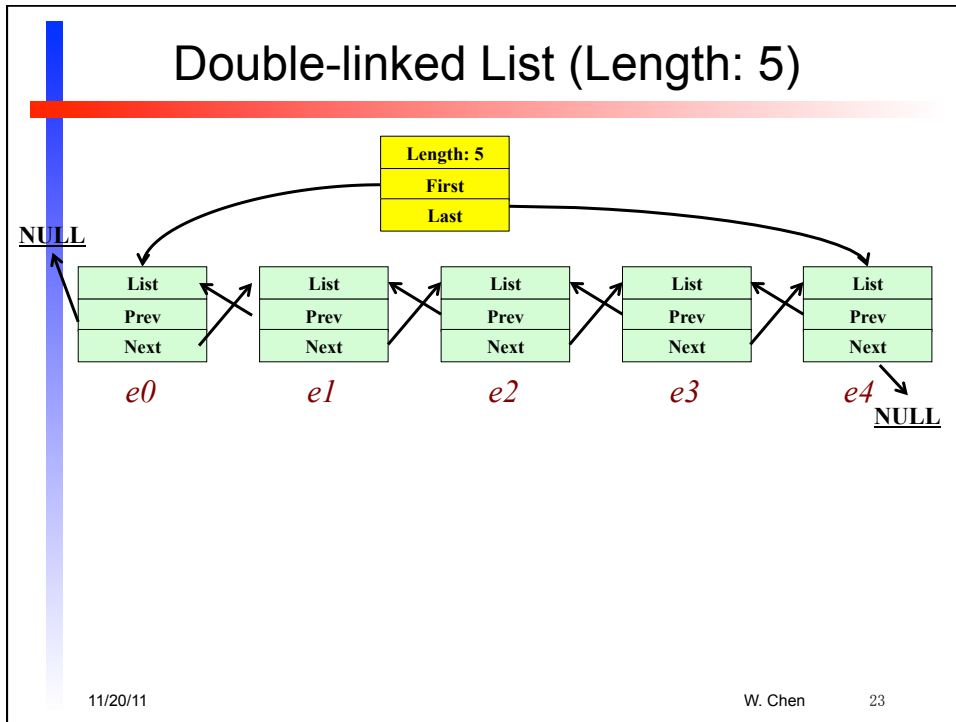 Double-linked List (Length: 5)
Length: 5
First
Last
NULL
List List List List List
Prev Prev Prev Prev Prev
Next Next Next Next Next
e0 e1 e2 e3 e4
NULL
11/20/11 W. Chen 23